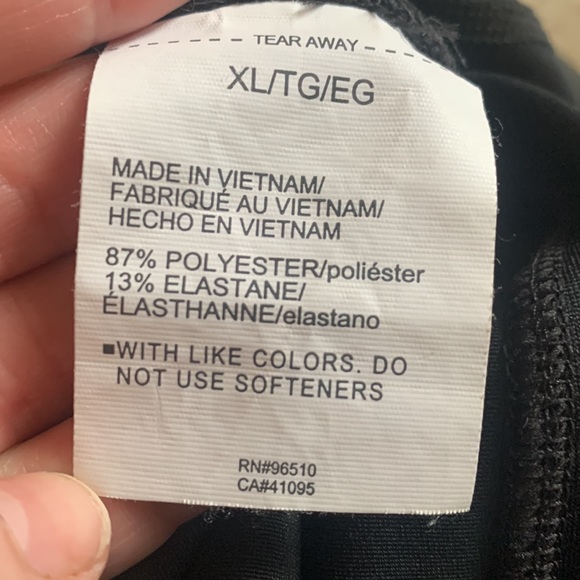 TEAR AWAY
XL/TG/EG
MADE IN VIETNAM/
FABRIQUÉ AU VIETNAM/
HECHO EN VIETNAM
87% POLYESTER/poliéster
13% ELASTANE/
ÉLASTHANNE/elastano
■WITH LIKE COLORS. DO
NOT USE SOFTENERS
RN#96510
CA#41095